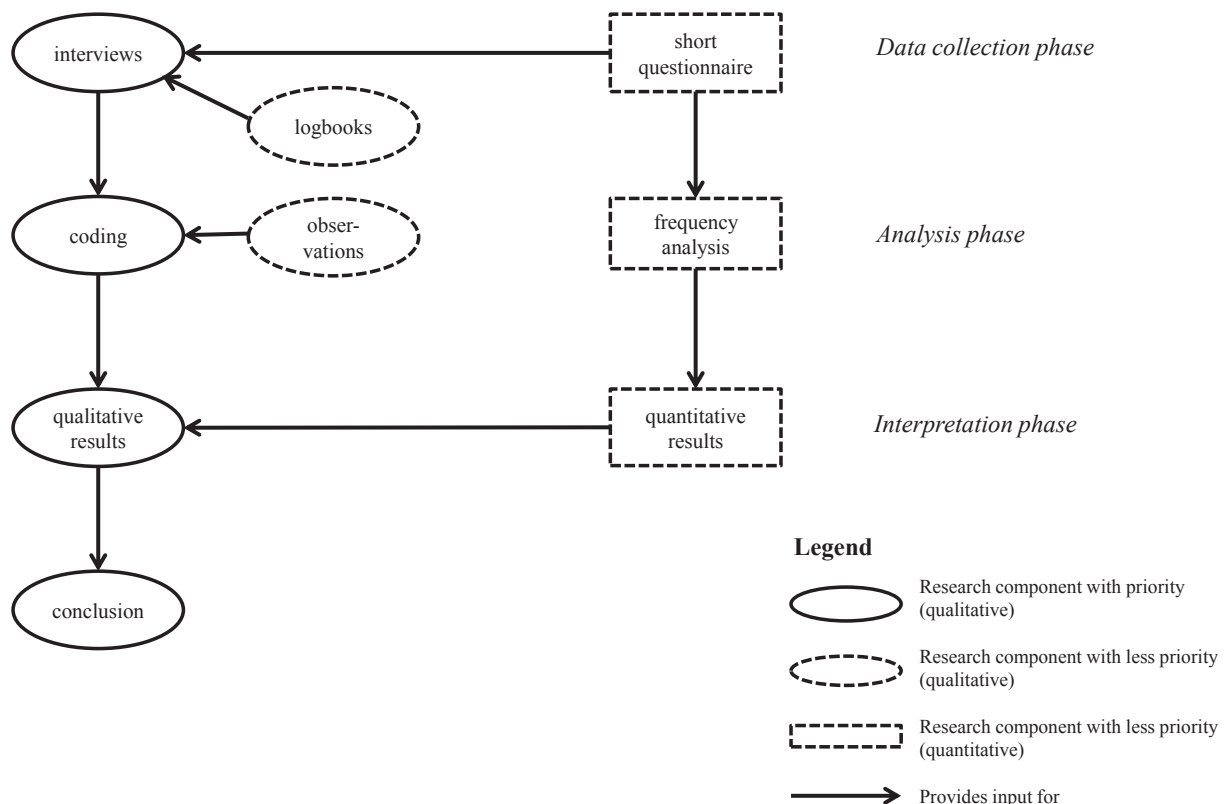 interviews
short
questionnaire
Data collection phase
logbooks
coding
obser-
vations
frequency
analysis
Analysis phase
qualitative
results
quantitative
results
Interpretation phase
conclusion
Legend
Research component with priority
(qualitative)
Research component with less priority
(qualitative)
Research component with less priority
(quantitative)
Provides input for